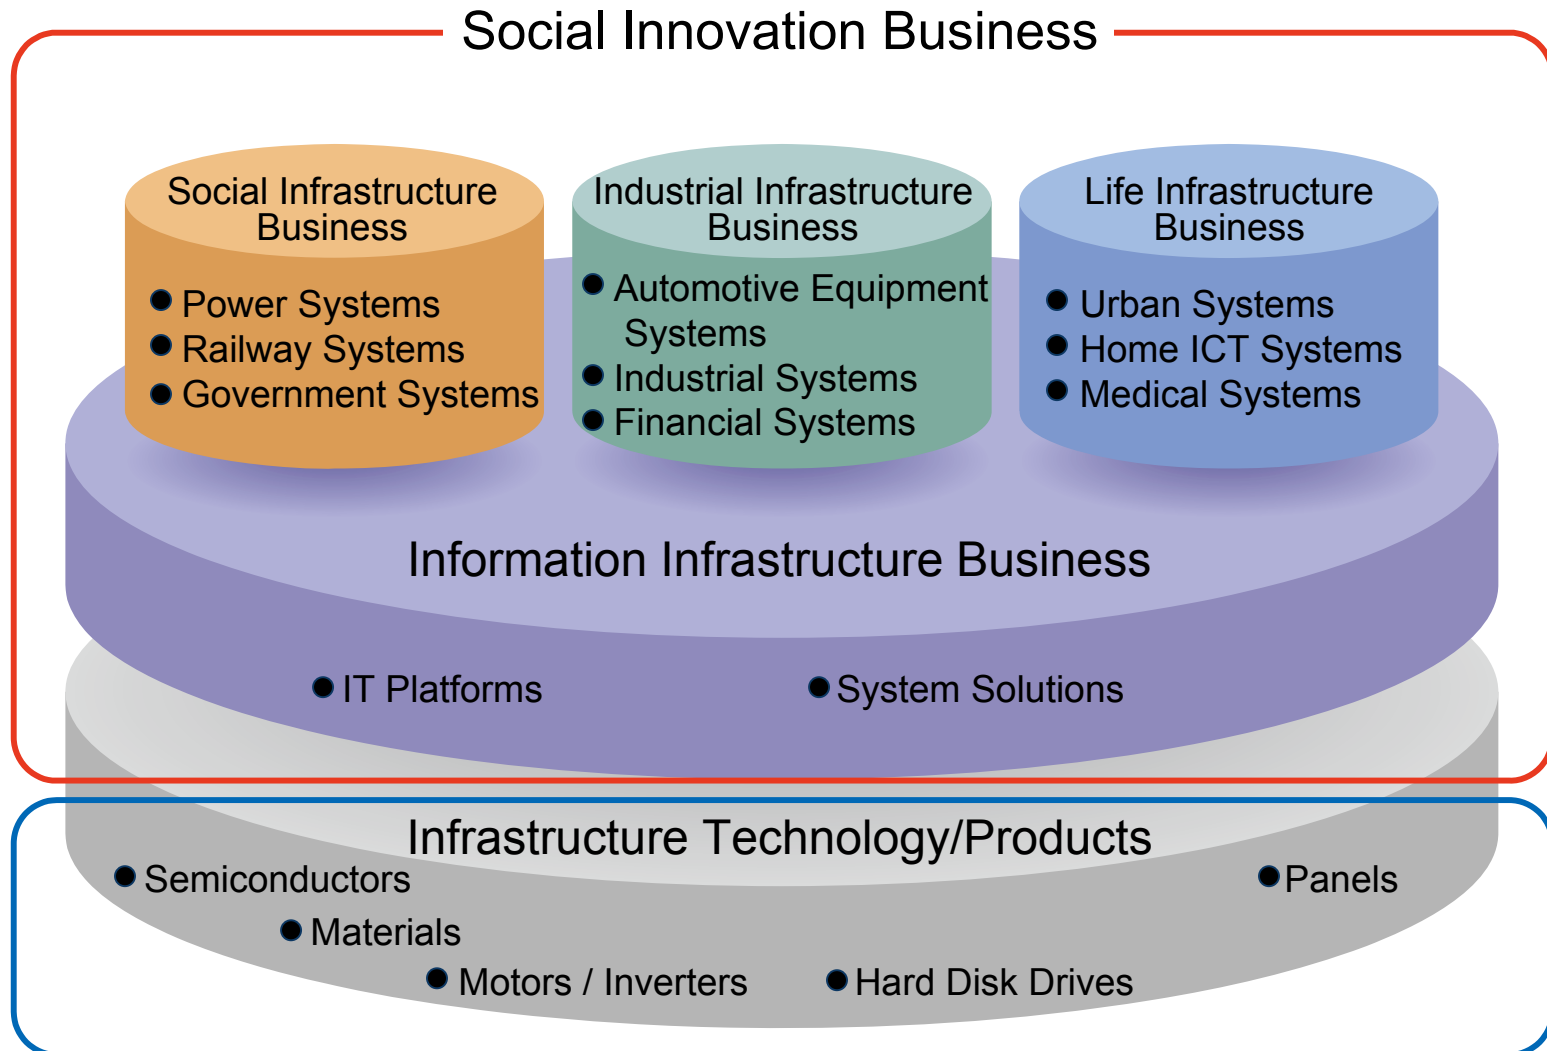 Social Innovation Business
Social Infrastructure
Business
● Power Systems
● Railway Systems
● Government Systems
Industrial Infrastructure
Business
● Automotive Equipment
Systems
● Industrial Systems
● Financial Systems
Life Infrastructure
Business
● Urban Systems
● Home ICT Systems
● Medical Systems
Information Infrastructure Business
● IT Platforms
● System Solutions
Infrastructure Technology/Products
● Semiconductors
● Materials
● Motors / Inverters
● Hard Disk Drives
● Panels